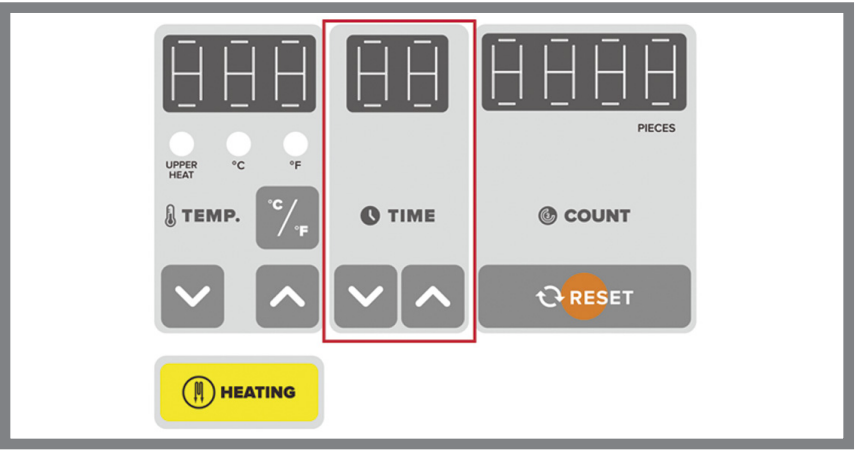 PIECES
UPPER
HEAT
°C
°F
TEMP.
°C/°F
TIME
COUNT
RESET
HEATING